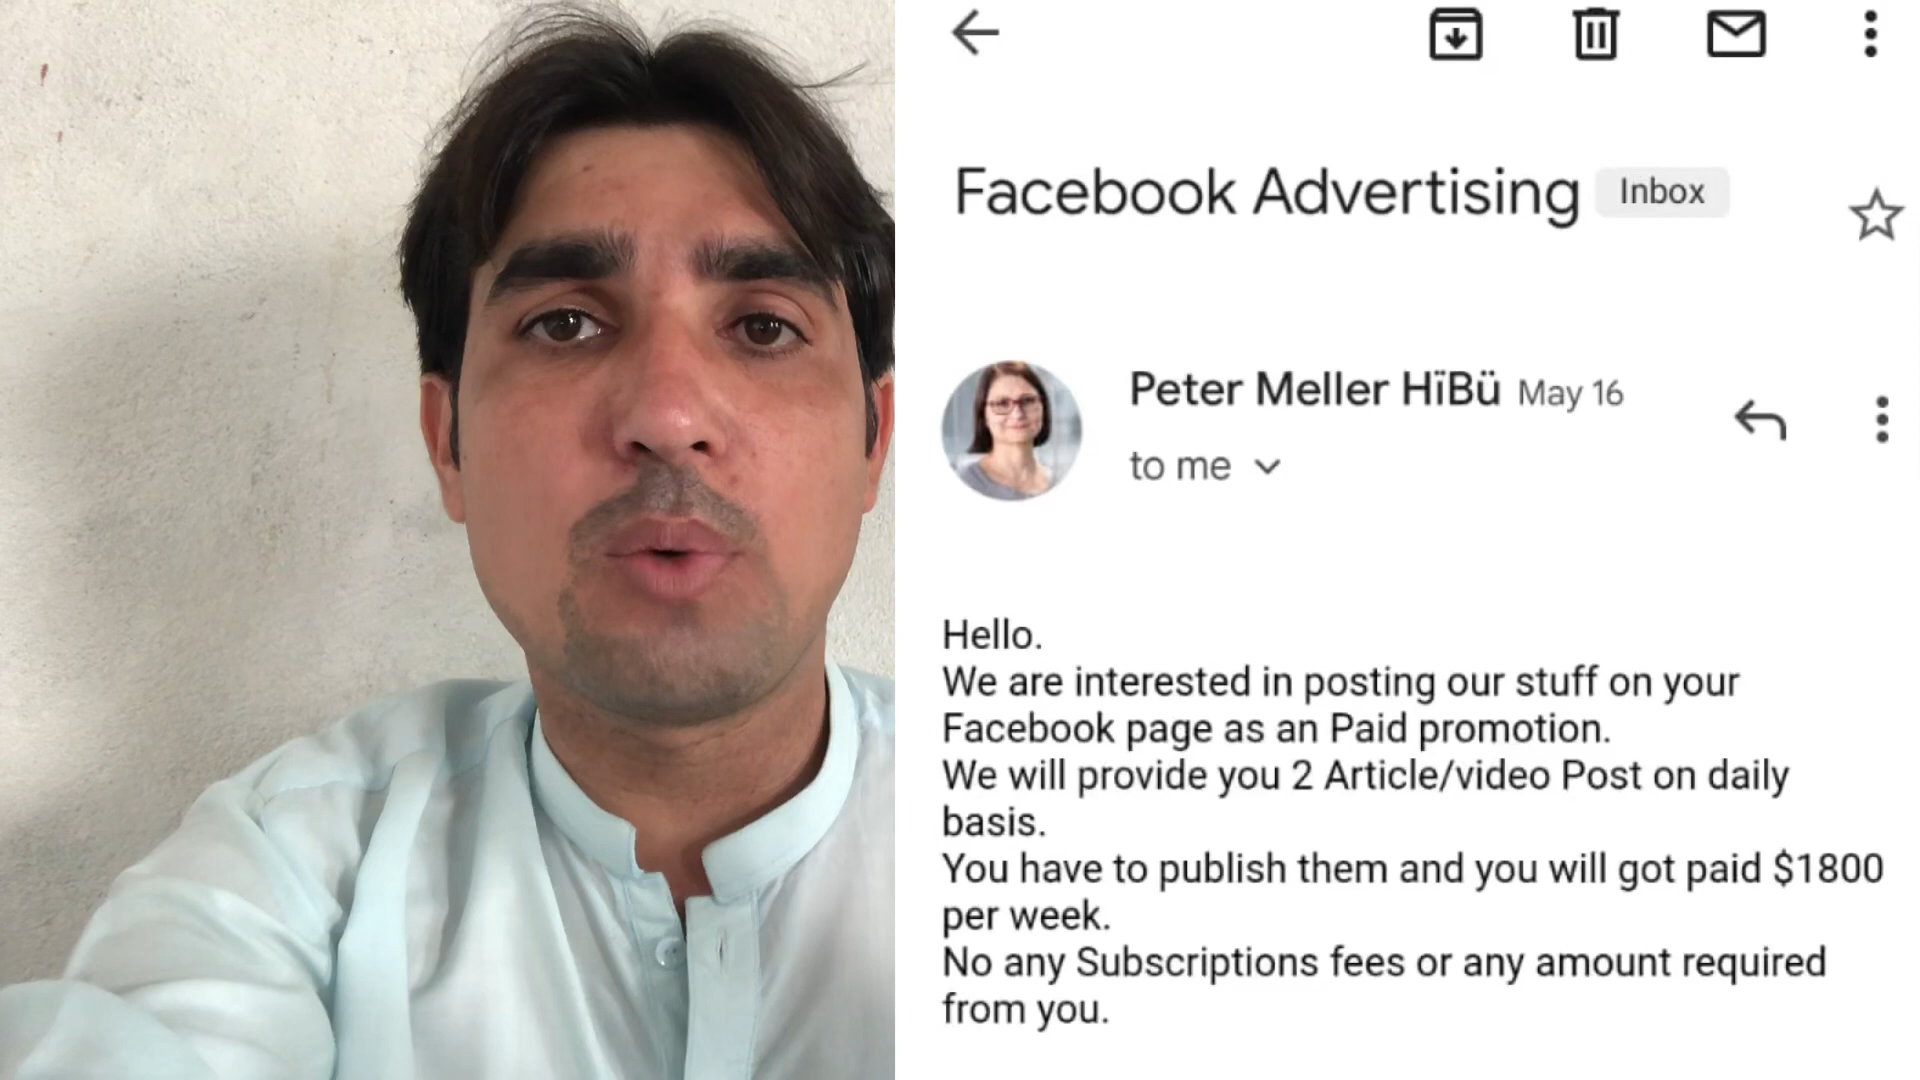 Facebook Advertising Inbox
Peter Meller HïBü May 16
to me
Hello.
We are interested in posting our stuff on your
Facebook page as an Paid promotion.
We will provide you 2 Article/video Post on daily
basis.
You have to publish them and you will got paid $1800
per week.
No any Subscriptions fees or any amount required
from you.